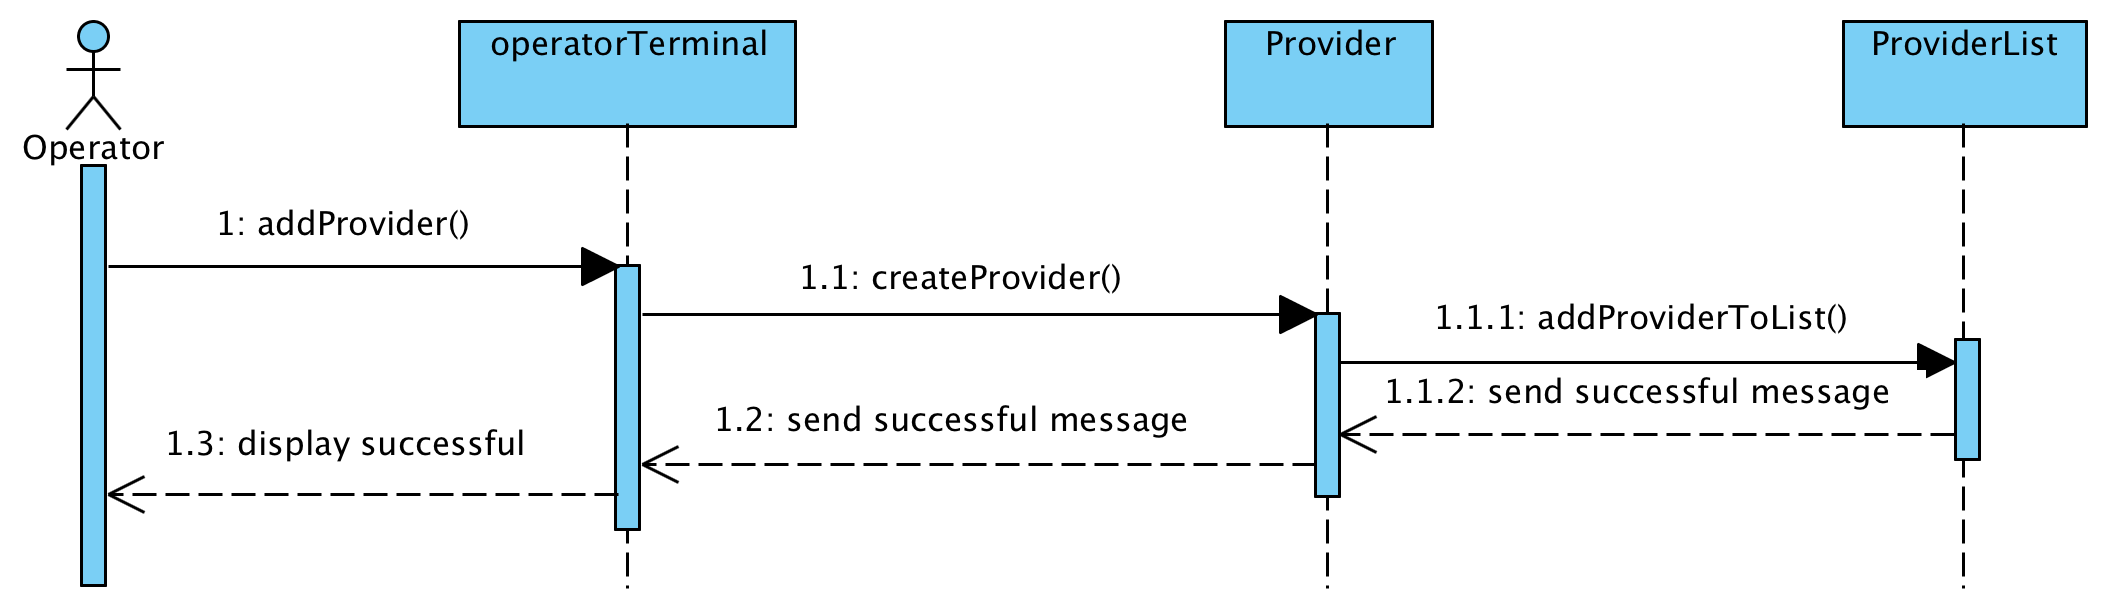 operatorTerminal
Provider
ProviderList
Operator
1: addProvider()
1.1: createProvider()
1.1.1: addProviderToList()
1.1.2: send successful message
1.2: send successful message
1.3: display successful